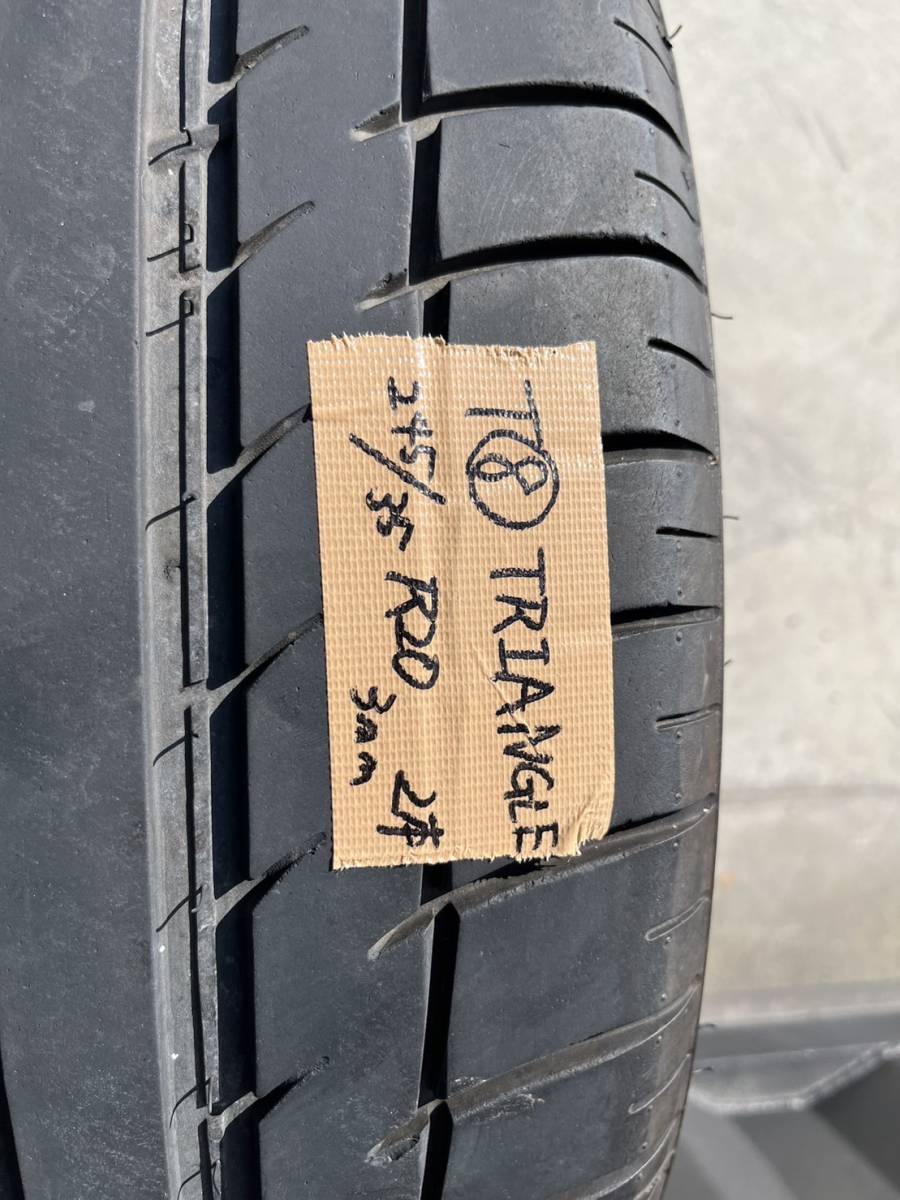 T⑧ TRIANGLE
245/35 R20 2本
3mm